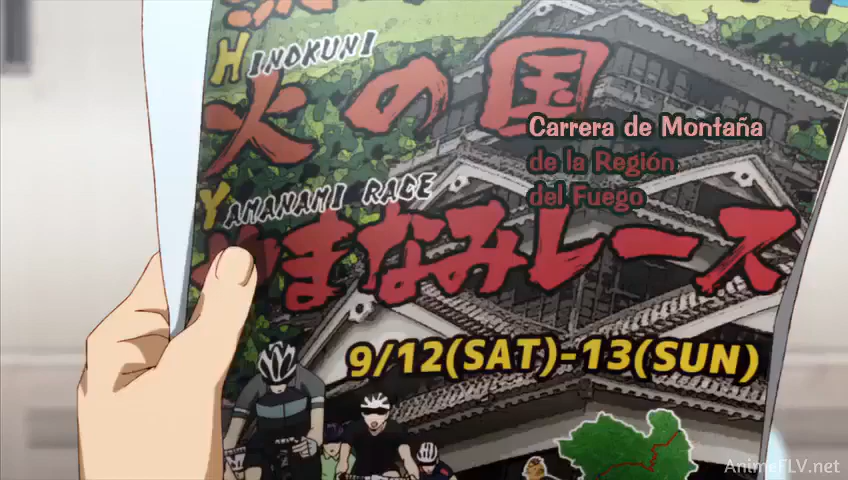 HINOKUNI
火の国
Carrera de Montaña
de la Región
del Fuego
YAMANAMI RACE
やまなみレース
9/12(SAT)-13(SUN)
AnimeFLV.net